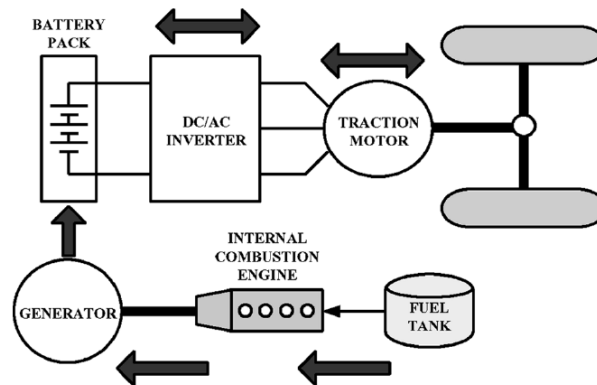 BATTERY
PACK
DC/AC
INVERTER
TRACTION
MOTOR
INTERNAL
COMBUSTION
ENGINE
GENERATOR
FUEL
TANK